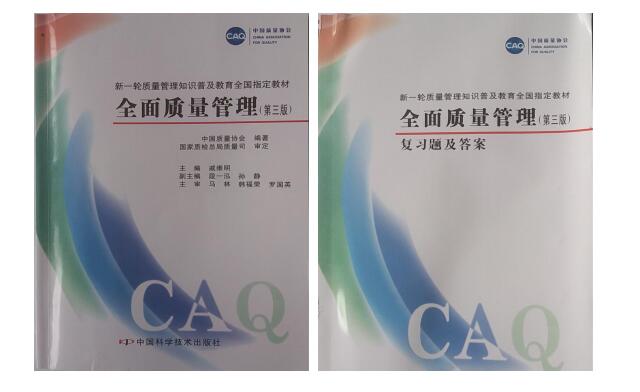 CAQ
中国质量协会
CHINA ASSOCIATION
FOR QUALITY
新一轮质量管理知识普及教育全国指定教材
全面质量管理(第三版)
中国质量协会 编著
国家质检总局质量司 审定
主编 戚维明
副主编 段一泓 孙静
主审 马林 韩福荣 罗国英
CAQ
中国科学技术出版社
CAQ
中国质量协会
CHINA ASSOCIATION
FOR QUALITY
新一轮质量管理知识普及教育全国指定教材
全面质量管理(第三版)
复习题及答案
CAQ